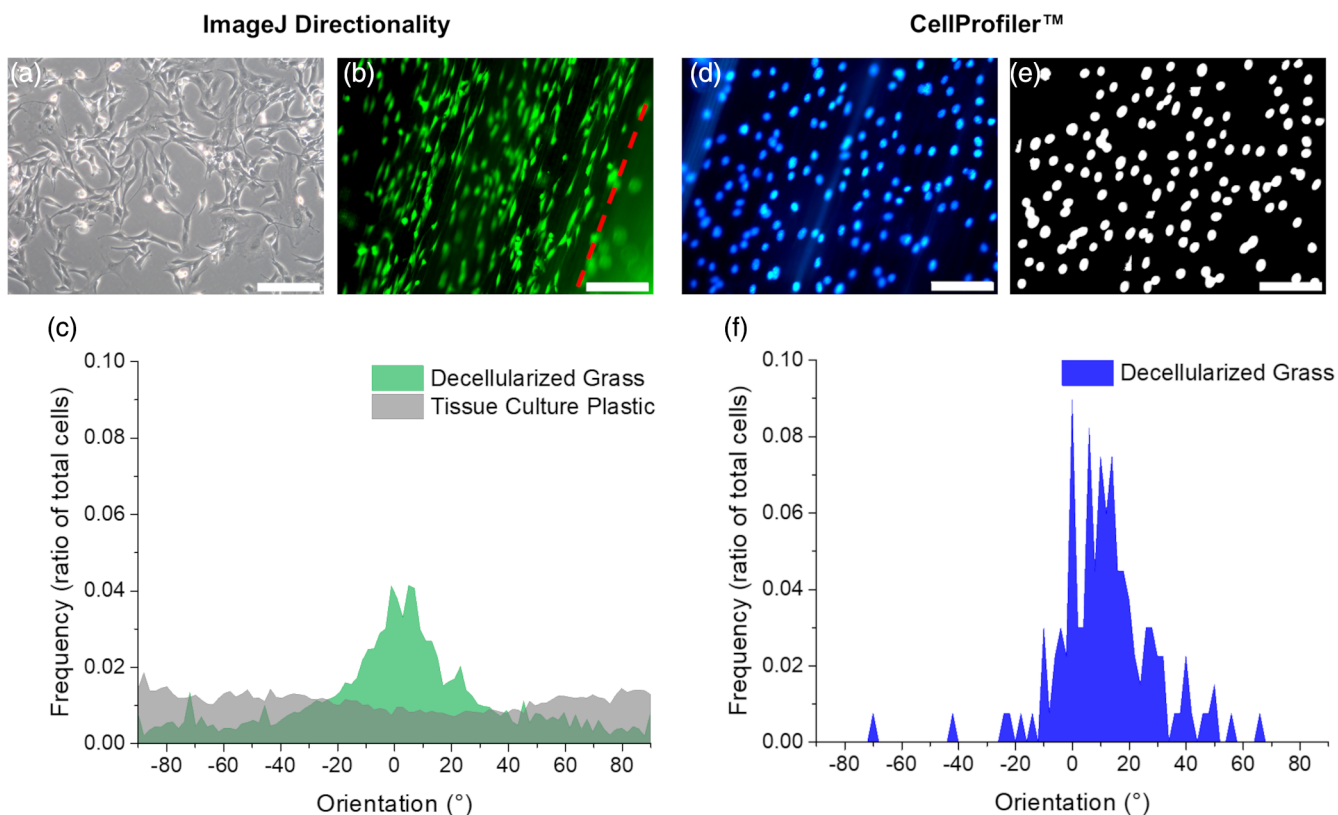 ImageJ Directionality
CellProfiler™
(a)
(b)
(d)
(e)
(c)
0.10
0.08
0.06
0.04
0.02
0.00
Frequency (ratio of total cells)
Decellularized Grass
Tissue Culture Plastic
-80 -60 -40 -20 0 20 40 60 80
Orientation (°)
(f)
0.10
0.08
0.06
0.04
0.02
0.00
Frequency (ratio of total cells)
Decellularized Grass
-80 -60 -40 -20 0 20 40 60 80
Orientation (°)